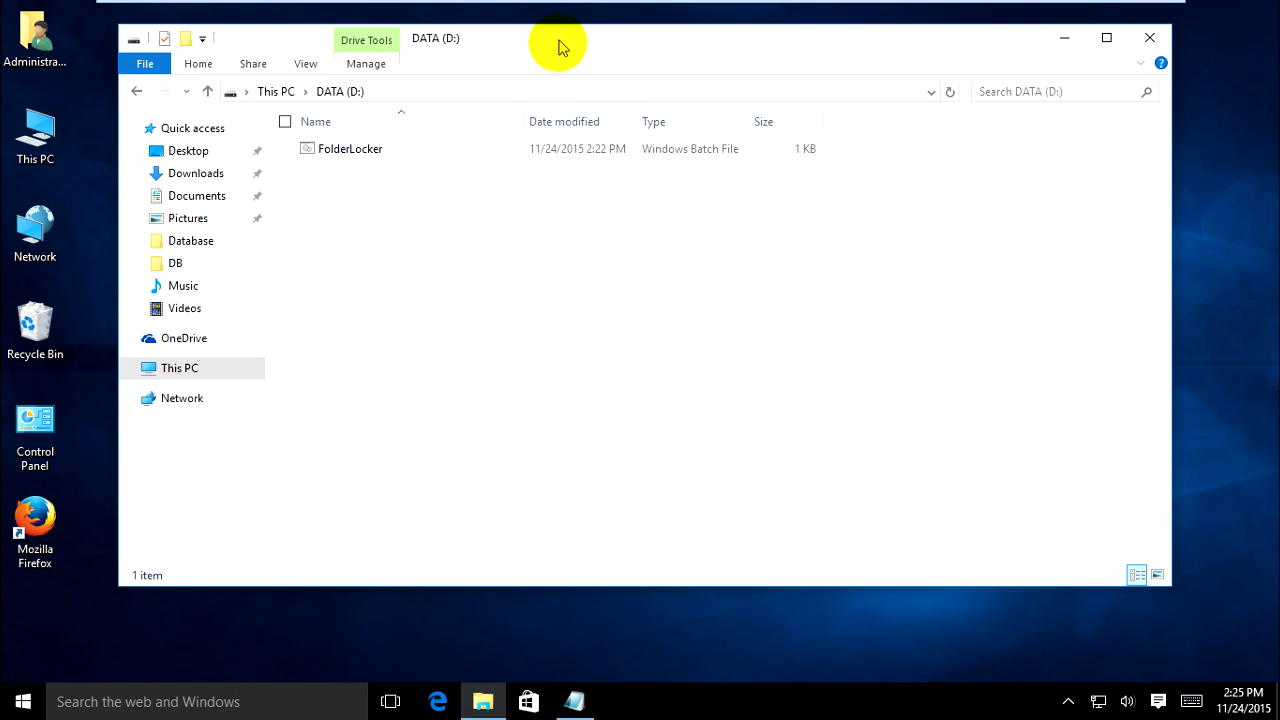 Administra...
This PC
Network
Recycle Bin
Control
Panel
Mozilla
Firefox
Drive Tools
DATA (D:)
File
Home
Share
View
Manage
This PC
DATA (D:)
Search DATA (D:)
Quick access
Desktop
Downloads
Documents
Pictures
Database
DB
Music
Videos
OneDrive
This PC
Network
Name
Date modified
Type
Size
FolderLocker
11/24/2015 2:22 PM
Windows Batch File
1 KB
1 item
Search the web and Windows
2:25 PM
11/24/2015